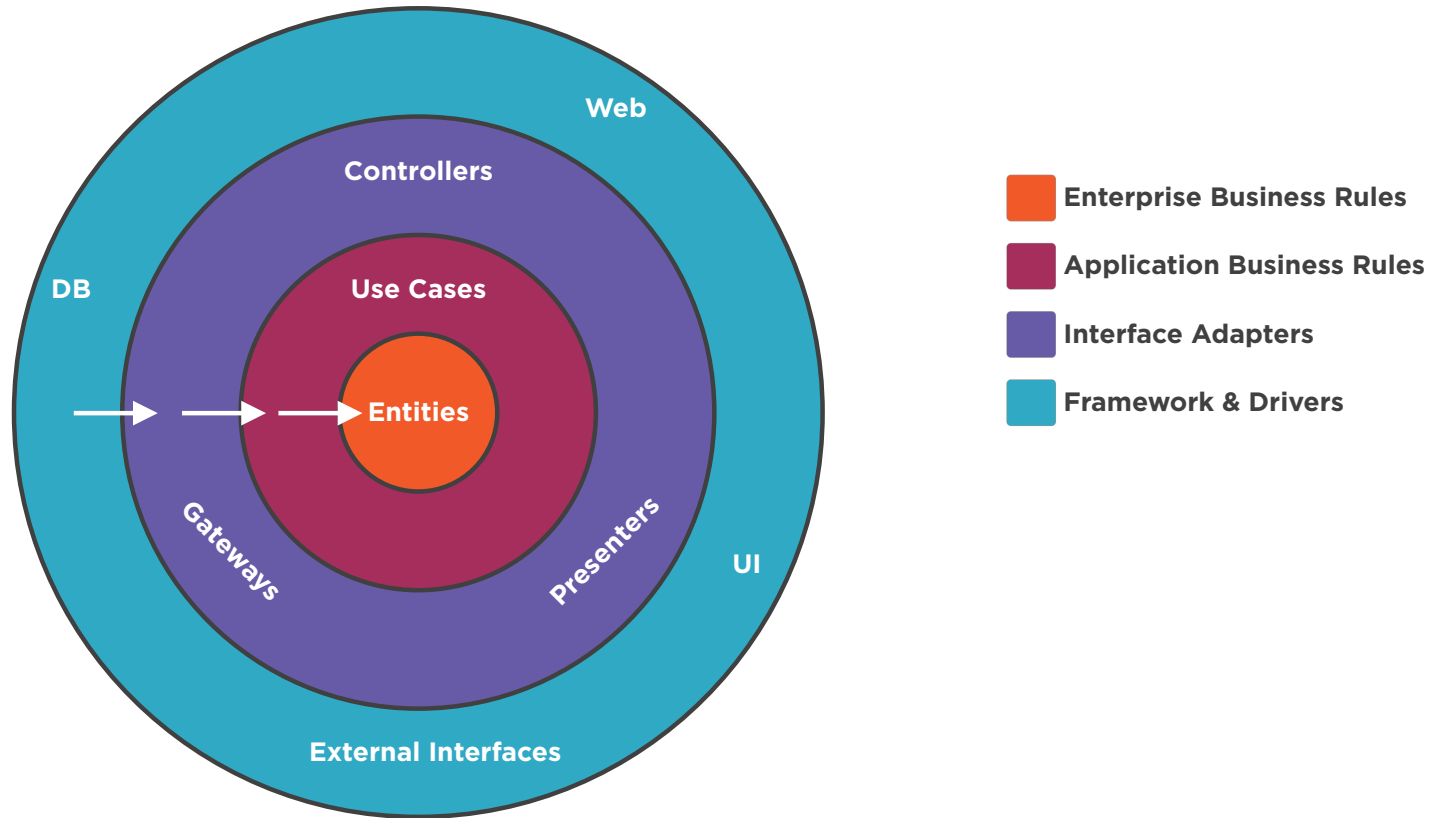 Web
Controllers
DB
Use Cases
Entities
Gateways
Presenters
UI
External Interfaces
Enterprise Business Rules
Application Business Rules
Interface Adapters
Framework & Drivers